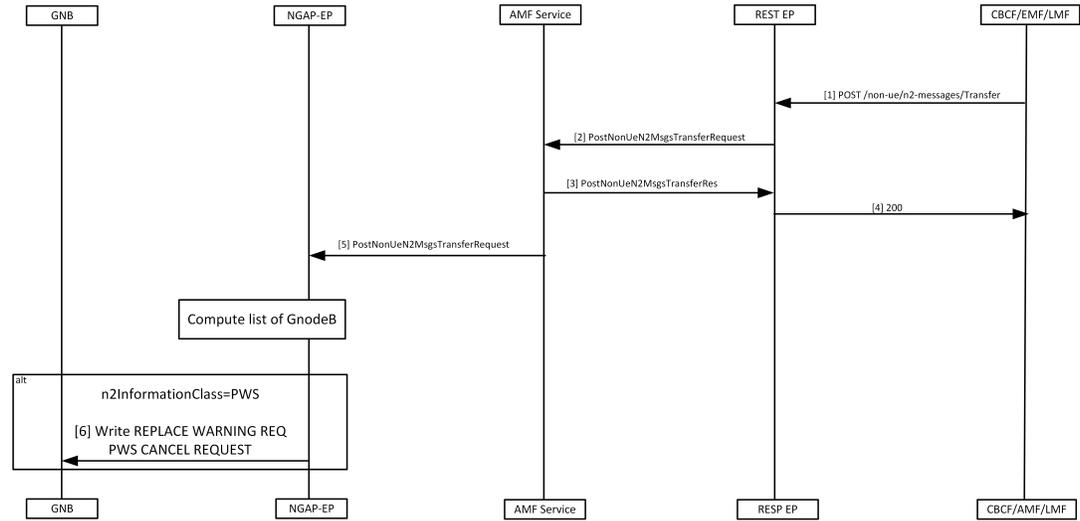 GNB
NGAP-EP
AMF Service
REST EP
CBCF/EMF/LMF
[1] POST /non-ue/n2-messages/Transfer
[2] PostNonUeN2MsgsTransferRequest
[3] PostNonUeN2MsgsTransferRes
[4] 200
[5] PostNonUeN2MsgsTransferRequest
Compute list of GnodeB
alt
n2InformationClass=PWS
[6] Write REPLACE WARNING REQ
PWS CANCEL REQUEST
GNB
NGAP-EP
AMF Service
RESP EP
CBCF/AMF/LMF